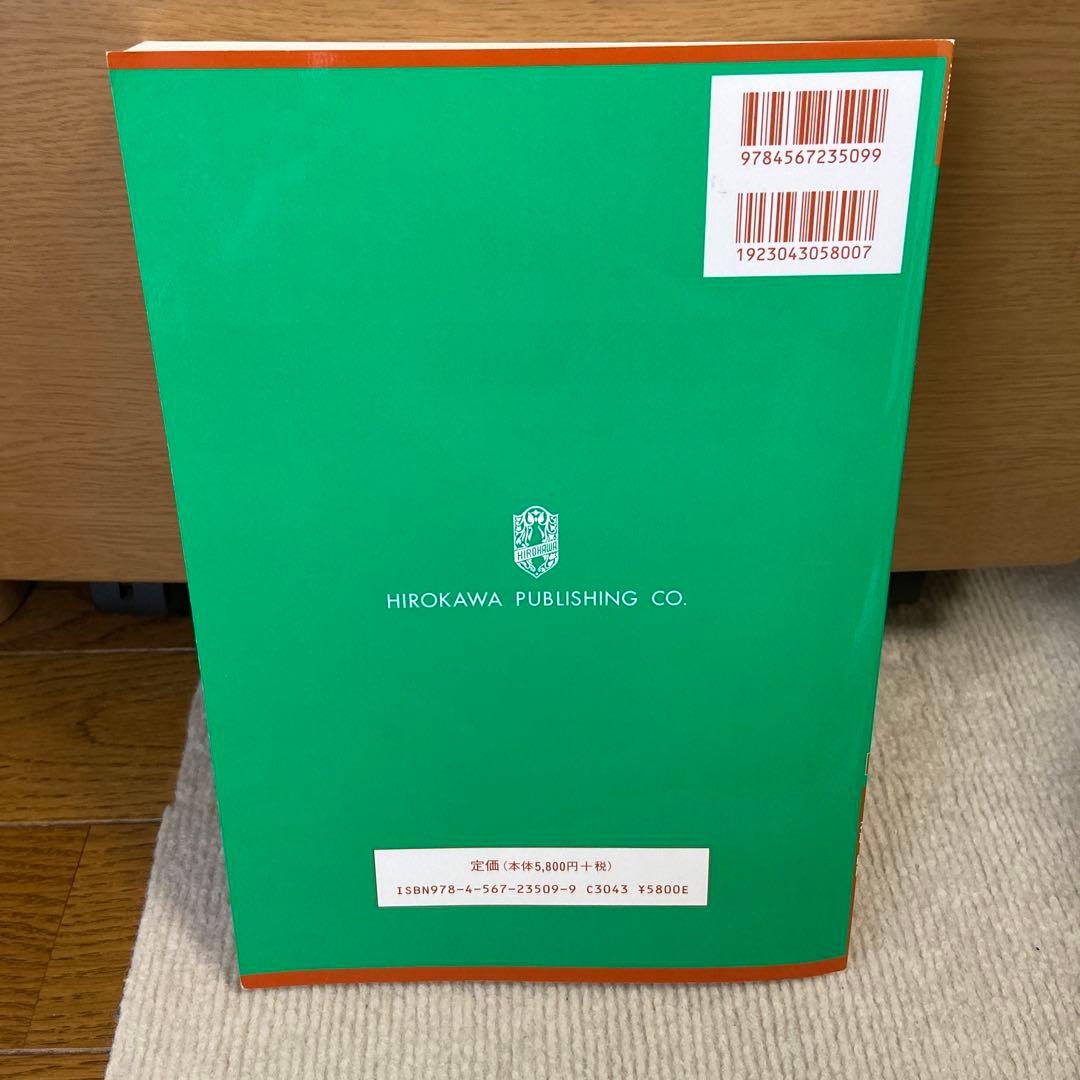 9784567235099
1923043058007
HIROKAWA
HIROKAWA PUBLISHING CO.
定価(本体5,800円+税)
ISBN978-4-567-23509-9 C3043 ¥5800E